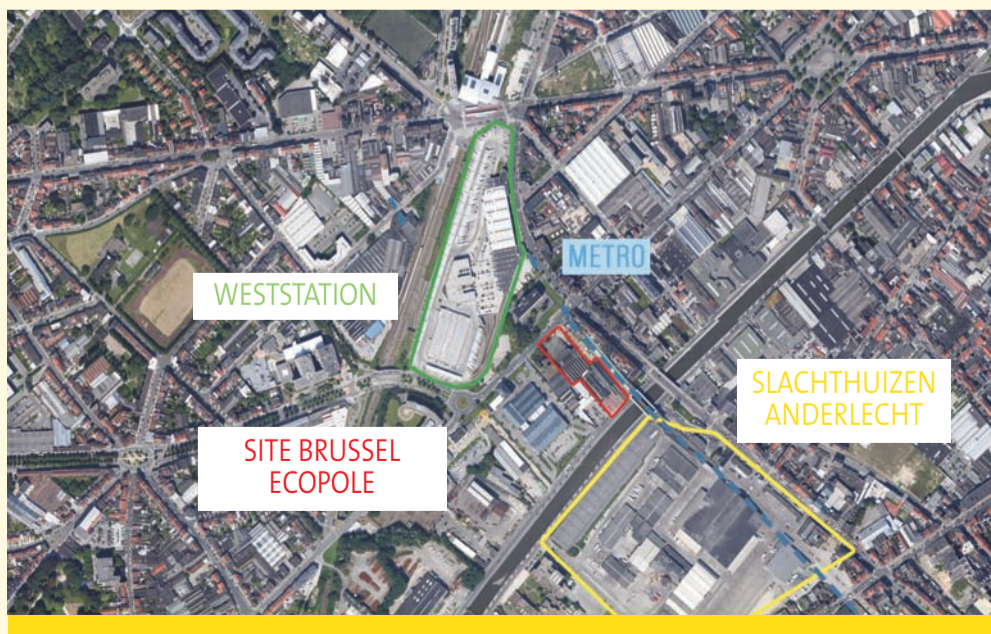 METRO
WESTSTATION
SLACHTHUIZEN
ANDERLECHT
SITE BRUSSEL
ECOPOLE